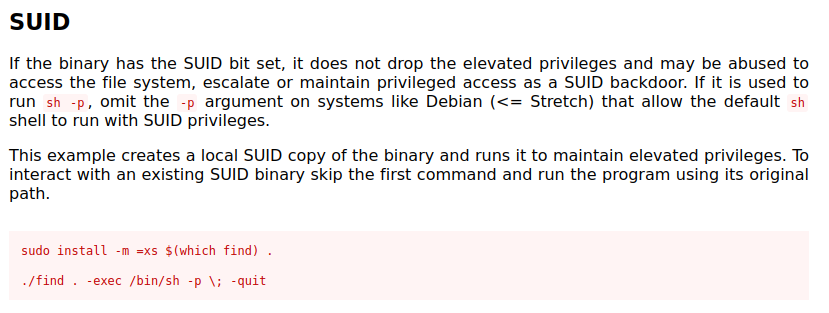 SUID
If the binary has the SUID bit set, it does not drop the elevated privileges and may be abused to
access the file system, escalate or maintain privileged access as a SUID backdoor. If it is used to
run sh -p, omit the -p argument on systems like Debian (<= Stretch) that allow the default sh
shell to run with SUID privileges.
This example creates a local SUID copy of the binary and runs it to maintain elevated privileges. To
interact with an existing SUID binary skip the first command and run the program using its original
path.
sudo install -m =xs $(which find) .
./find . -exec /bin/sh -p \; -quit